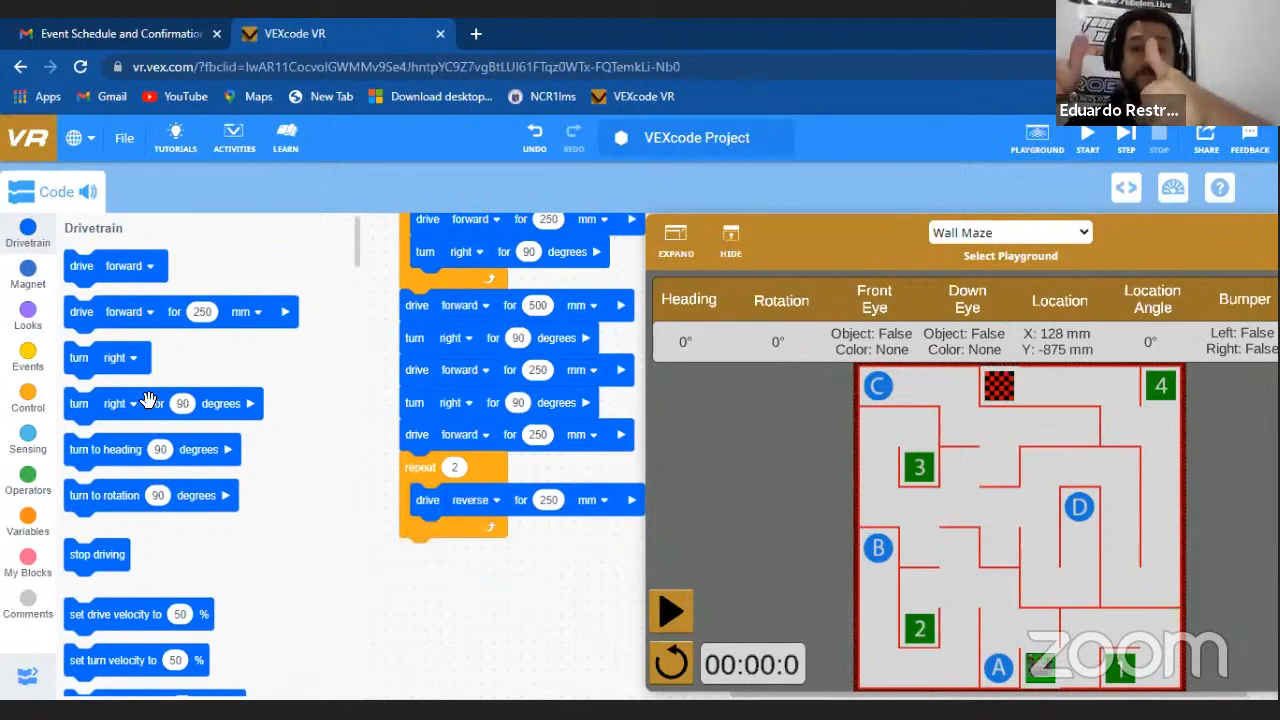 Event Schedule and Confirmation
VEXcode VR
vr.vex.com/?fbclid=IwAR11CocvolGWMMv9Se4JhntpYC9Z7vgBtLUI61FTqz0WTx-FQTemkLi-Nb0
Apps
Gmail
YouTube
Maps
New Tab
Download desktop...
NCR1lms
VEXcode VR
Eduardo Restr...
VR
File
TUTORIALS
ACTIVITIES
LEARN
UNDO
REDO
VEXcode Project
PLAYGROUND
START
STEP
STOP
SHARE
FEEDBACK
Code
Drivetrain
Magnet
Looks
Events
Control
Sensing
Operators
Variables
My Blocks
Comments
Drivetrain
drive forward
drive forward for 250 mm
turn right
turn right for 90 degrees
turn to heading 90 degrees
turn to rotation 90 degrees
stop driving
set drive velocity to 50 %
set turn velocity to 50 %
drive forward for 250 mm
turn right for 90 degrees
drive forward for 500 mm
turn right for 90 degrees
drive forward for 250 mm
turn right for 90 degrees
drive forward for 250 mm
repeat 2
drive reverse for 250 mm
EXPAND
HIDE
Wall Maze
Select Playground
Heading
Rotation
Front Eye
Down Eye
Location
Location Angle
Bumper
0°
0°
Object: False
Color: None
Object: False
Color: None
X: 128 mm
Y: -875 mm
0°
Left: False
Right: False
C
4
3
D
B
2
A
1
00:00:0
zoom